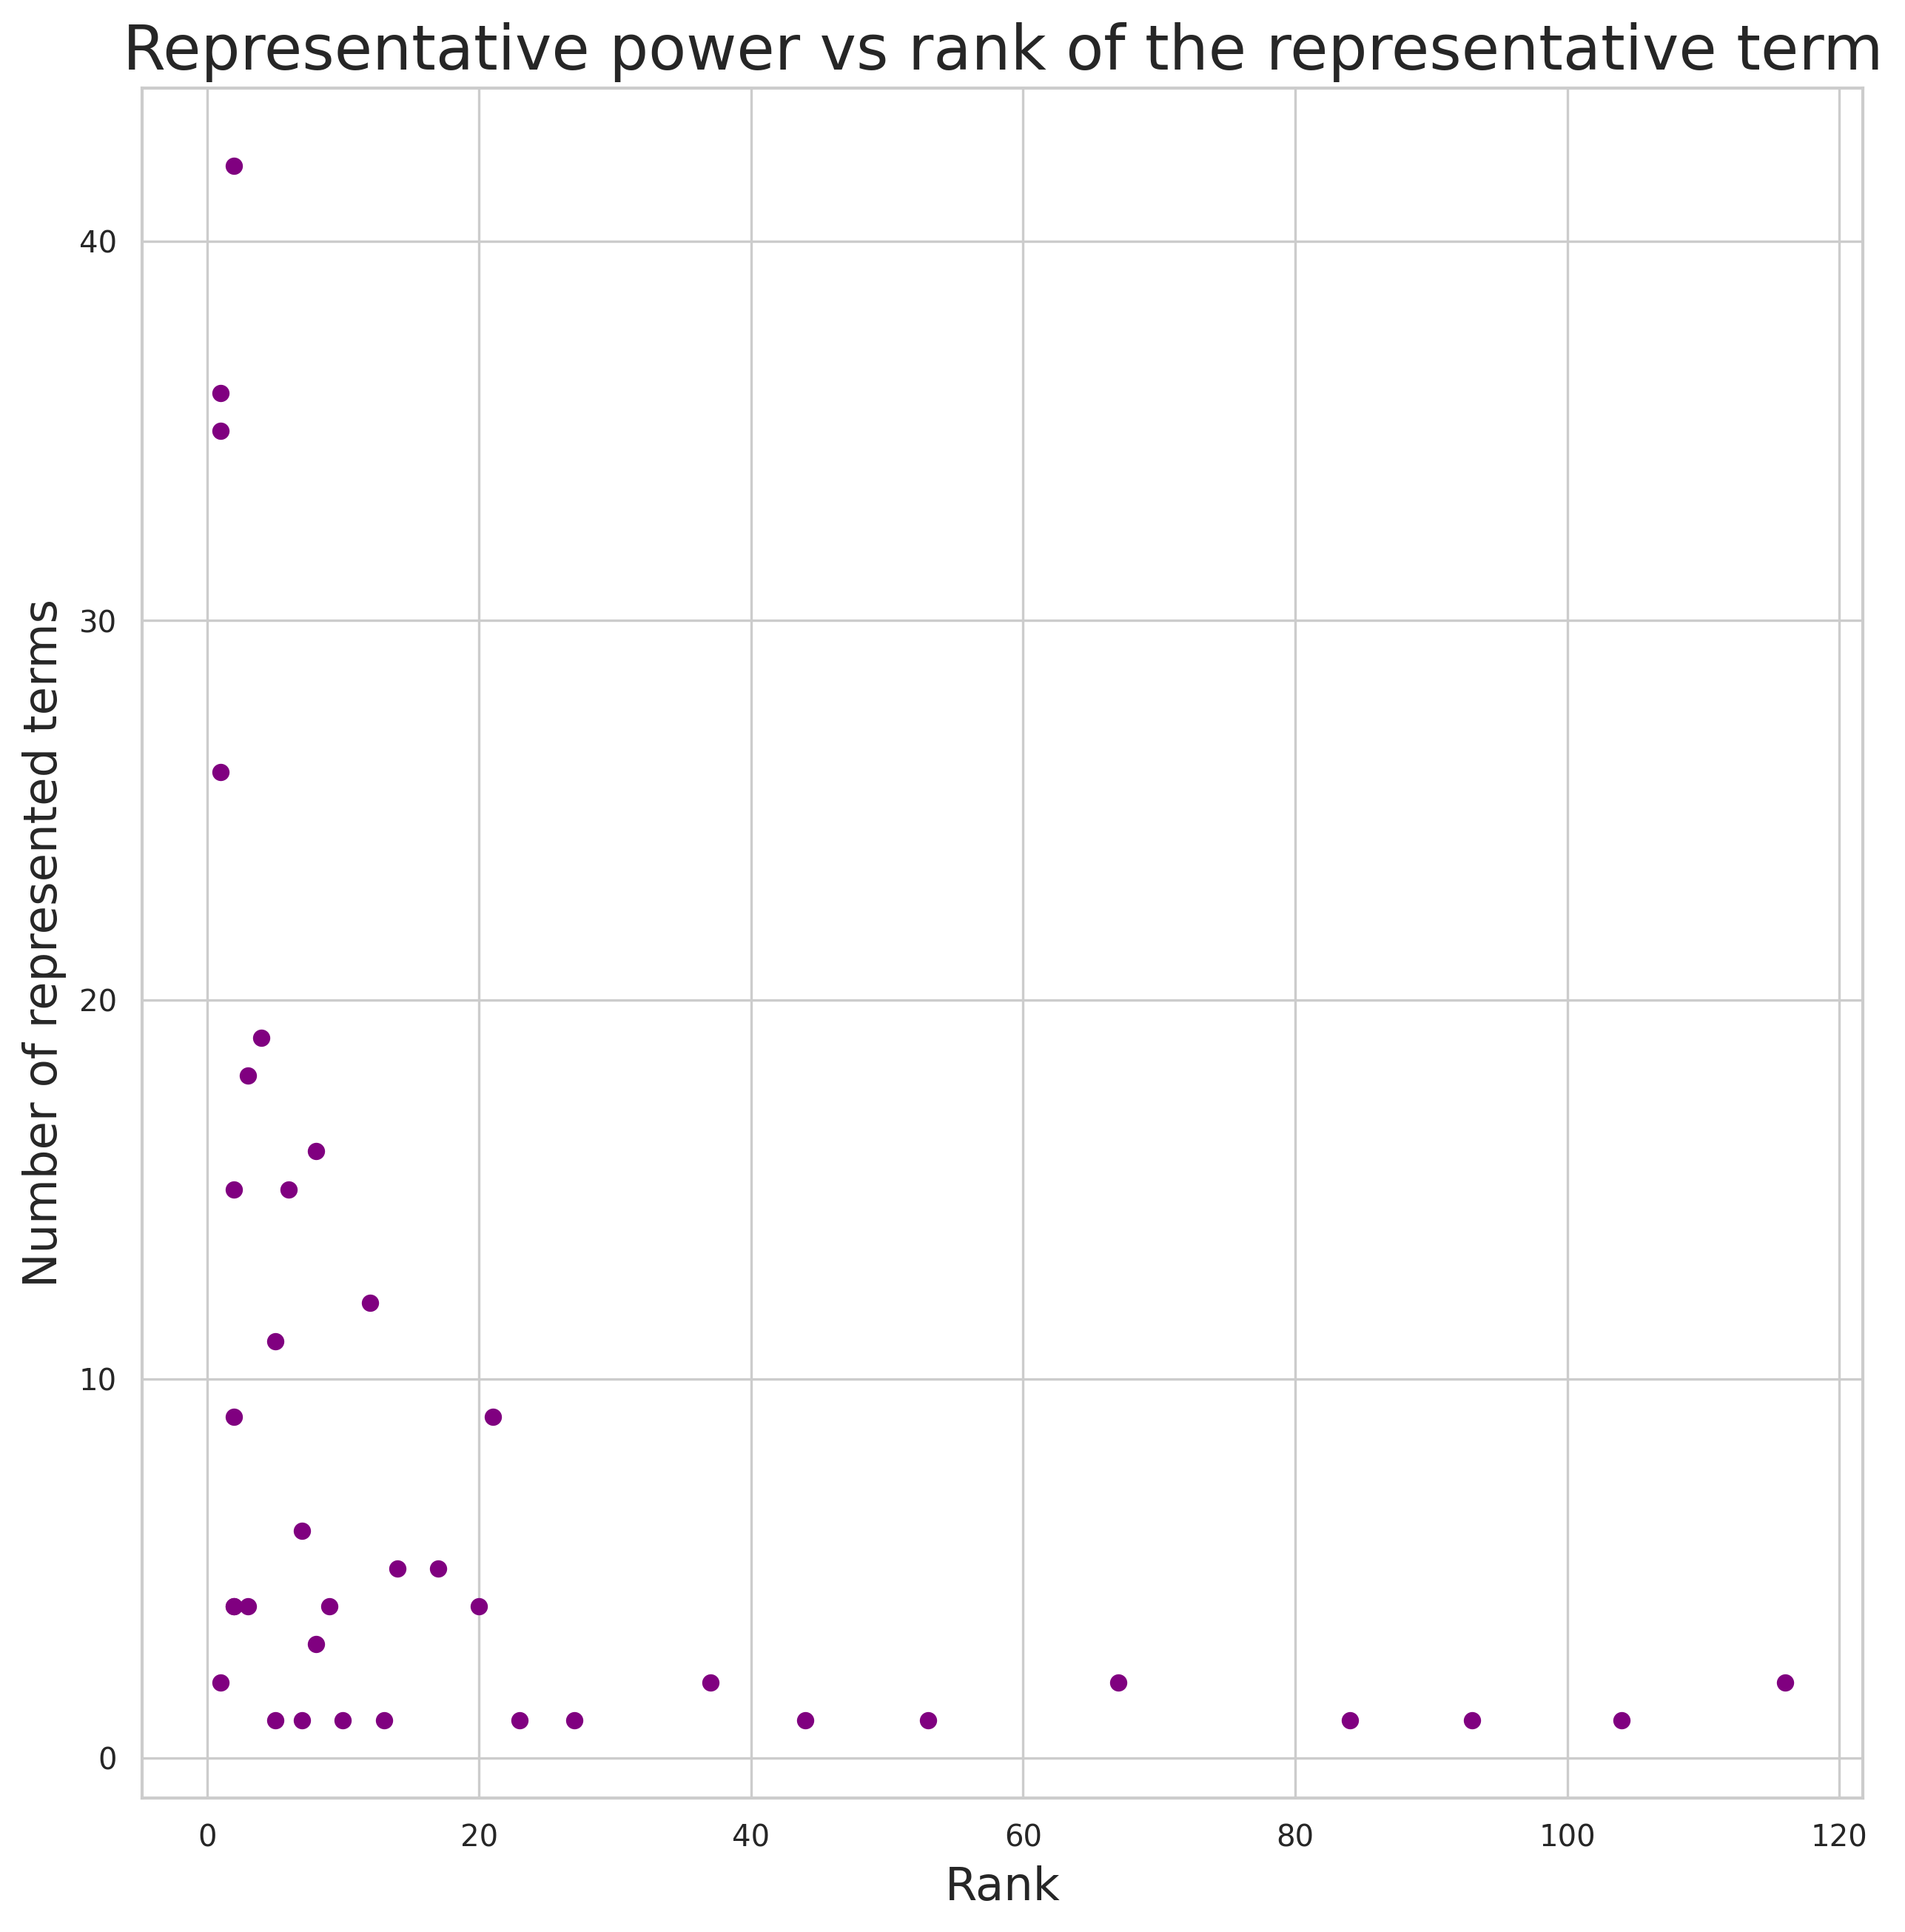 Representative power vs rank of the representative term
Number of represented terms
40
30
20
10
0
0 20 40 60 80 100 120
Rank